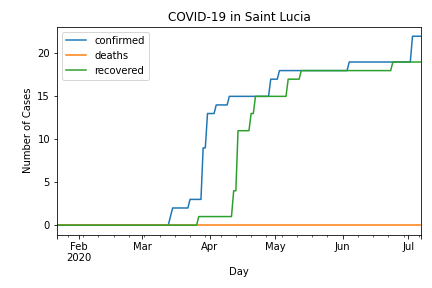 COVID-19 in Saint Lucia
confirmed
deaths
recovered
Number of Cases
20
15
10
5
0
Feb
2020
Mar
Apr
May
Jun
Jul
Day